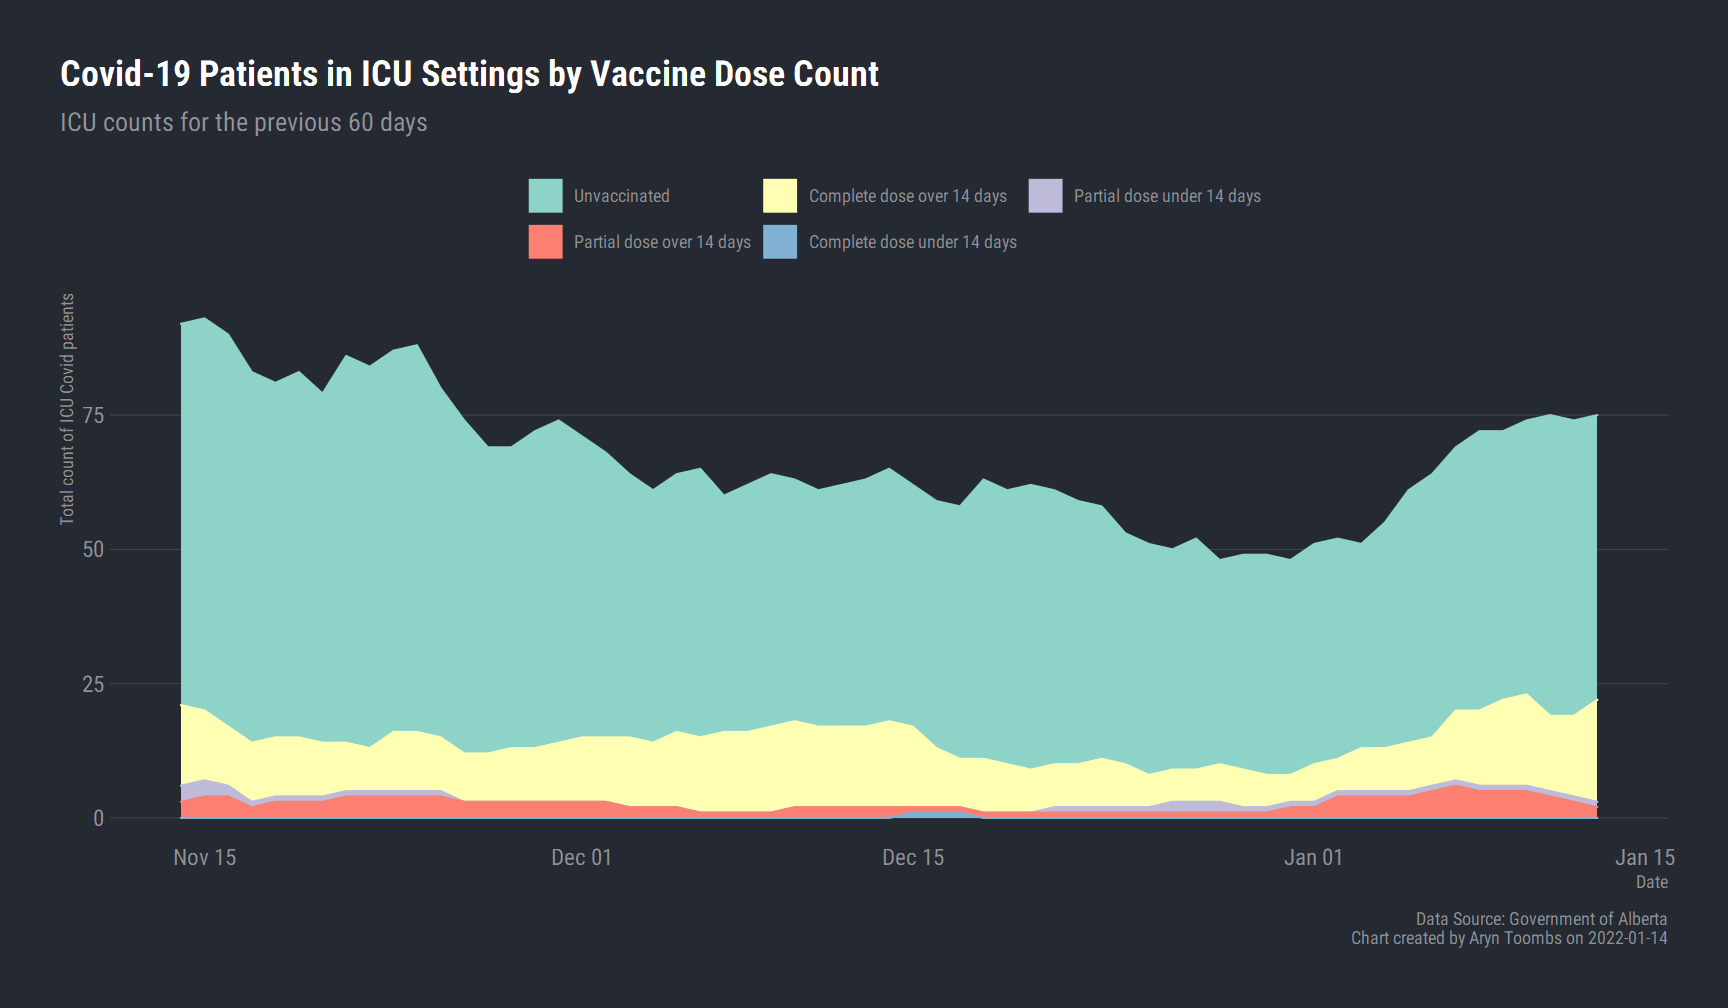 Covid-19 Patients in ICU Settings by Vaccine Dose Count
ICU counts for the previous 60 days
Unvaccinated
Complete dose over 14 days
Partial dose under 14 days
Partial dose over 14 days
Complete dose under 14 days
Total count of ICU Covid patients
75
50
25
0
Nov 15
Dec 01
Dec 15
Jan 01
Jan 15
Date
Data Source: Government of Alberta
Chart created by Aryn Toombs on 2022-01-14